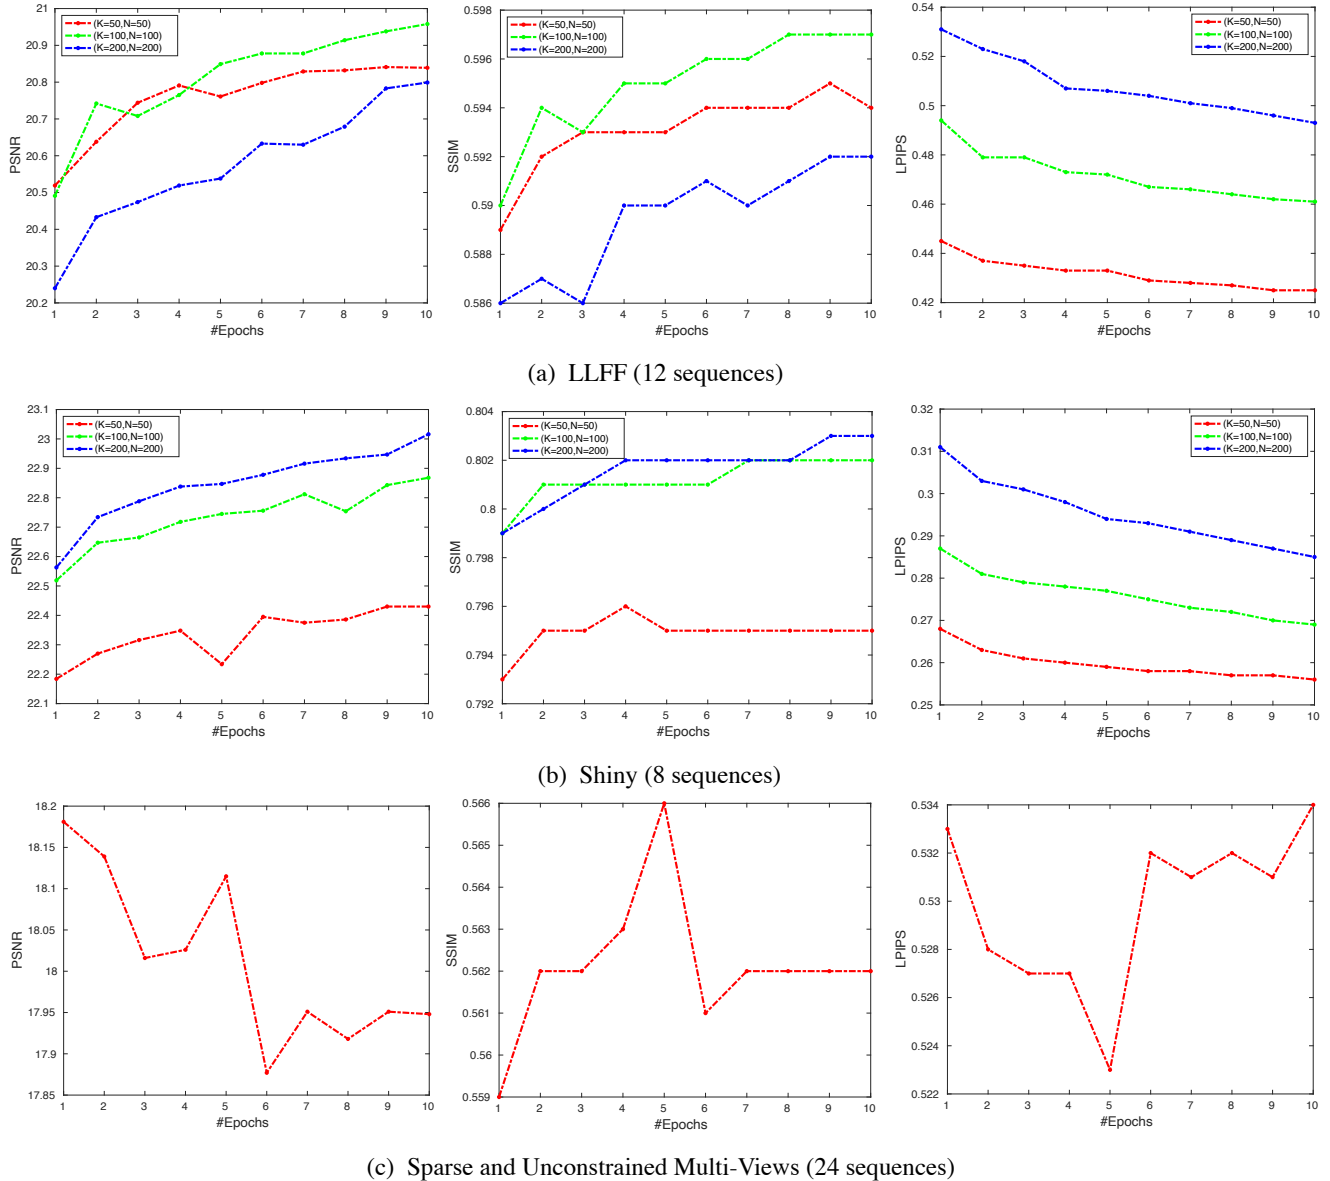 21
20.9
20.8
20.7
20.6
20.5
20.4
20.3
20.2
PSNR
(K=50,N=50)
(K=100,N=100)
(K=200,N=200)
1 2 3 4 5 6 7 8 9 10
#Epochs
0.598
0.596
0.594
0.592
0.59
0.588
0.586
SSIM
(K=50,N=50)
(K=100,N=100)
(K=200,N=200)
1 2 3 4 5 6 7 8 9 10
#Epochs
0.54
0.52
0.5
0.48
0.46
0.44
0.42
LPIPS
(K=50,N=50)
(K=100,N=100)
(K=200,N=200)
1 2 3 4 5 6 7 8 9 10
#Epochs
(a) LLFF (12 sequences)
23.1
23
22.9
22.8
22.7
22.6
22.5
22.4
22.3
22.2
22.1
PSNR
(K=50,N=50)
(K=100,N=100)
(K=200,N=200)
1 2 3 4 5 6 7 8 9 10
#Epochs
0.804
0.802
0.8
0.798
0.796
0.794
0.792
SSIM
(K=50,N=50)
(K=100,N=100)
(K=200,N=200)
1 2 3 4 5 6 7 8 9 10
#Epochs
0.32
0.31
0.3
0.29
0.28
0.27
0.26
0.25
LPIPS
(K=50,N=50)
(K=100,N=100)
(K=200,N=200)
1 2 3 4 5 6 7 8 9 10
#Epochs
(b) Shiny (8 sequences)
18.2
18.15
18.1
18.05
18
17.95
17.9
17.85
PSNR
1 2 3 4 5 6 7 8 9 10
#Epochs
0.566
0.565
0.564
0.563
0.562
0.561
0.56
0.559
SSIM
1 2 3 4 5 6 7 8 9 10
#Epochs
0.534
0.532
0.53
0.528
0.526
0.524
0.522
LPIPS
1 2 3 4 5 6 7 8 9 10
#Epochs
(c) Sparse and Unconstrained Multi-Views (24 sequences)